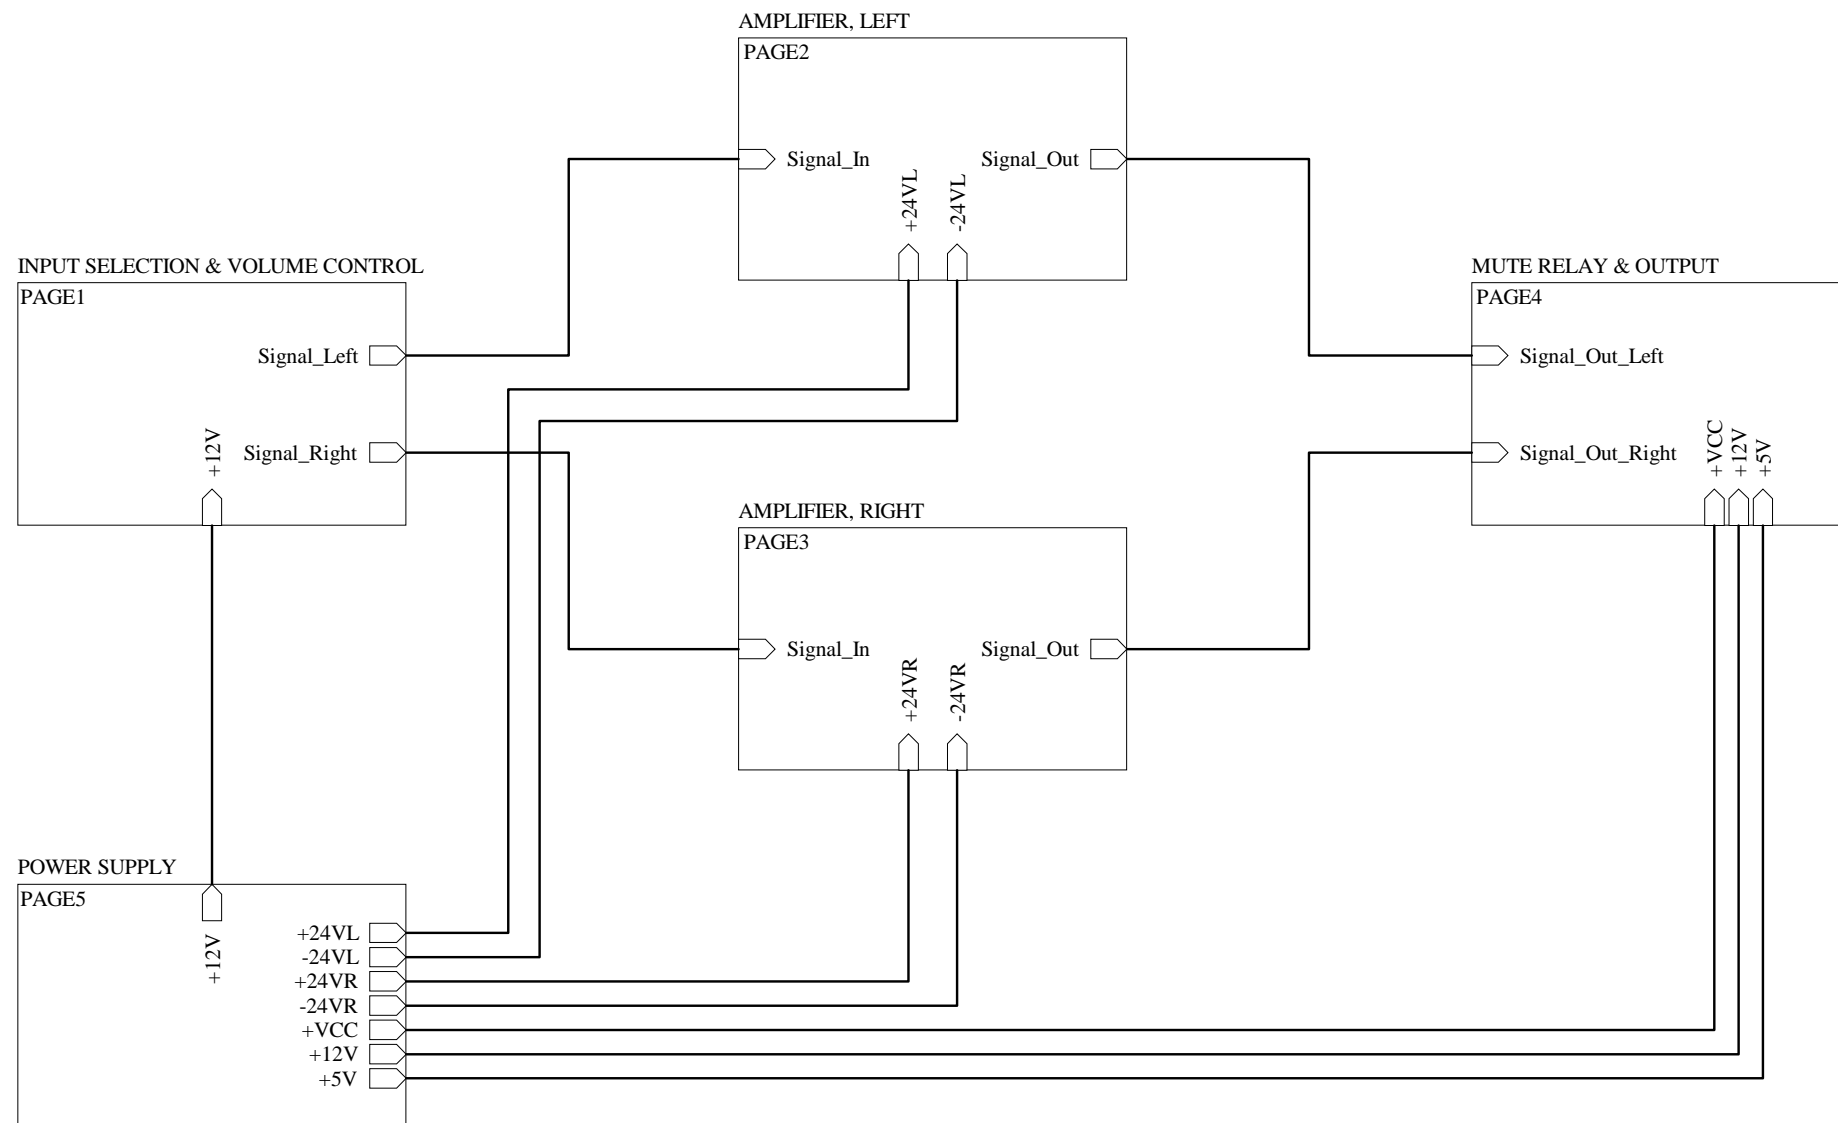 AMPLIFIER, LEFT
PAGE2
Signal_In
Signal_Out
+24VL
-24VL
INPUT SELECTION & VOLUME CONTROL
PAGE1
Signal_Left
Signal_Right
+12V
MUTE RELAY & OUTPUT
PAGE4
Signal_Out_Left
Signal_Out_Right
+VCC
+12V
+5V
AMPLIFIER, RIGHT
PAGE3
Signal_In
Signal_Out
+24VR
-24VR
POWER SUPPLY
PAGE5
+12V
+24VL
-24VL
+24VR
-24VR
+VCC
+12V
+5V